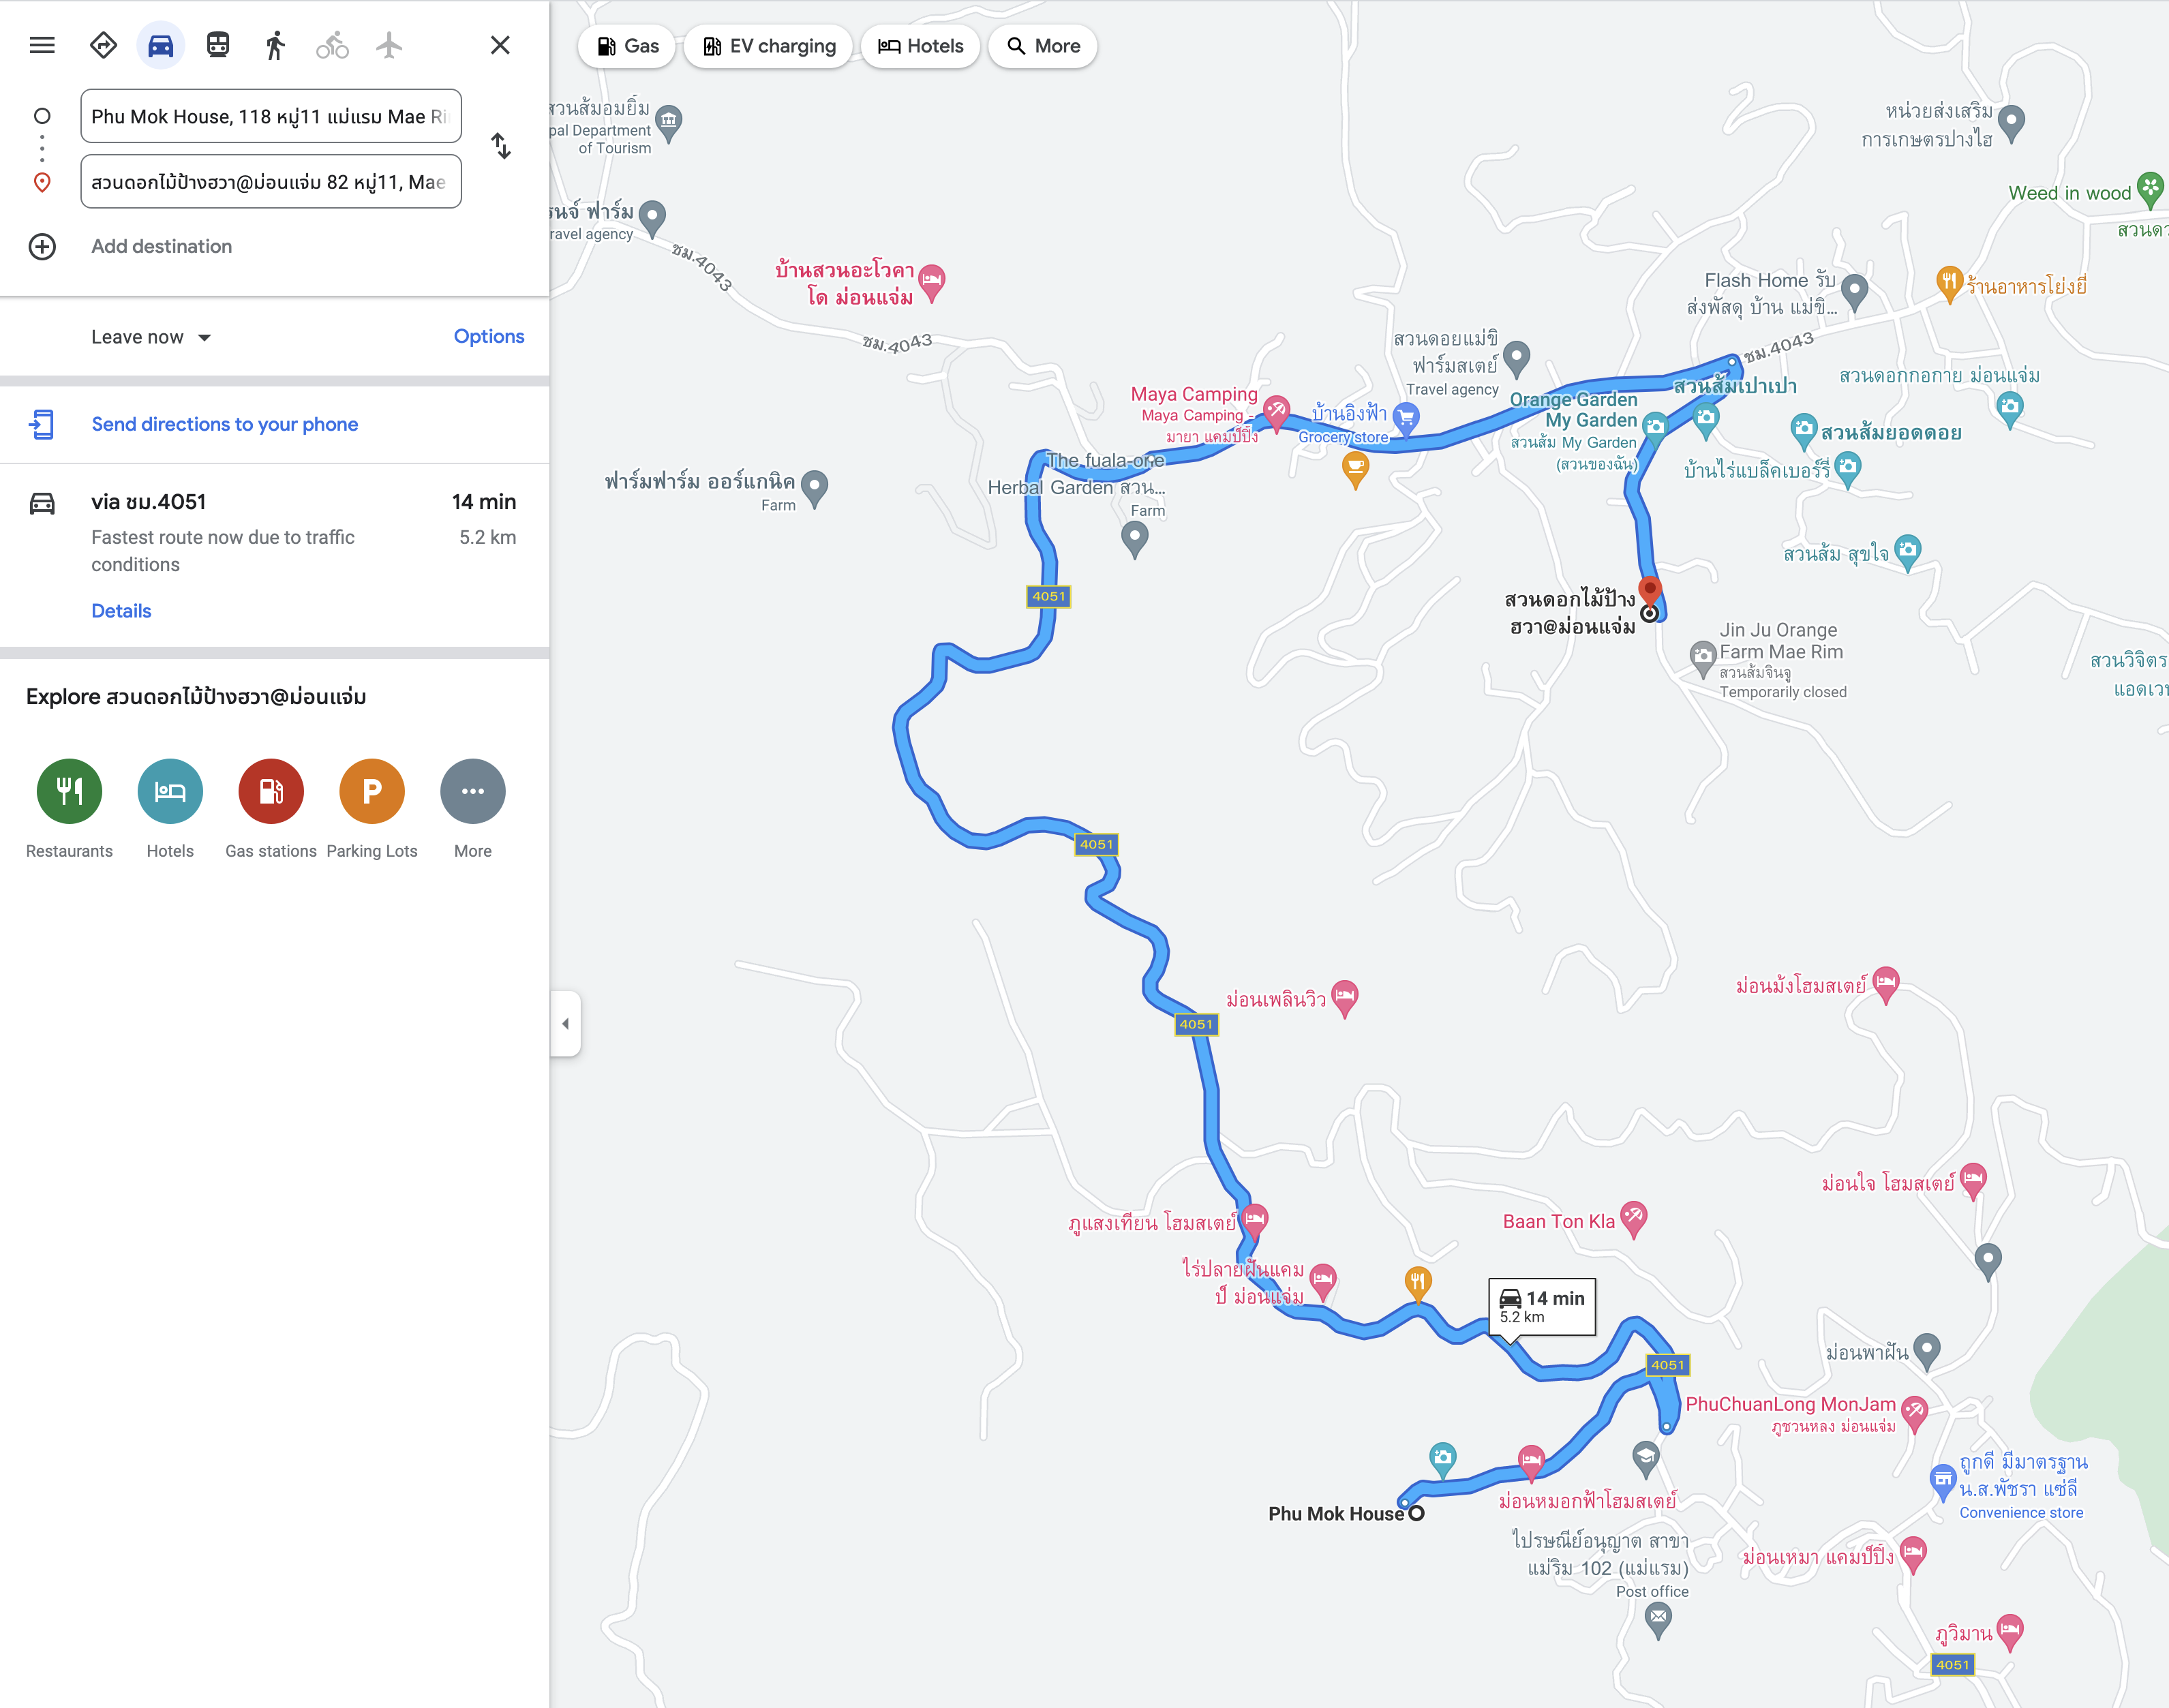 Phu Mok House, 118 หมู่11 แม่แรม Mae Ri
สวนดอกไม้ป้างฮวา@ม่อนแจ่ม 82 หมู่11, Mae
Add destination
Leave now
Options
Send directions to your phone
via ชม.4051
14 min
Fastest route now due to traffic
conditions
5.2 km
Details
Explore สวนดอกไม้ป้างฮวา@ม่อนแจ่ม
P
Restaurants
Hotels
Gas stations
Parking Lots
More
Gas
EV charging
Hotels
More
สวนส้มอมยิ้ม
pal Department
of Tourism
หน่วยส่งเสริม
การเกษตรปางไฮ
Weed in wood
สวนดว
รนจ์ ฟาร์ม
ravel agency
ชม.4043
บ้านสวนอะโวคา
โด ม่อนแจ่ม
ชม.4043
Flash Home รับ
ส่งพัสดุ บ้าน แม่ขิ...
ร้านอาหารโย่งยี่
ชม.4043
สวนดอยแม่ขิ
ฟาร์มสเตย์
Travel agency
สวนดอกกอกาย ม่อนแจ่ม
Maya Camping
Maya Camping -
มายา แคมป์ปิ้ง
บ้านอิงฟ้า
Grocery store
Orange Garden
My Garden
สวนส้ม My Garden
(สวนของฉัน)
สวนส้มเปาเปา
สวนส้มยอดดอย
บ้านไร่แบล็คเบอร์รี่
The fuala-ore
Herbal Garden สวน...
Farm
ฟาร์มฟาร์ม ออร์แกนิค
Farm
สวนส้ม สุขใจ
4051
สวนดอกไม้ป้าง
ฮวา@ม่อนแจ่ม
Jin Ju Orange
Farm Mae Rim
สวนส้มจินจู
Temporarily closed
สวนวิจิตร
แอดเวน
4051
ม่อนเพลินวิว
4051
ม่อนม้งโฮมสเตย์
ม่อนใจ โฮมสเตย์
ภูแสงเทียน โฮมสเตย์
Baan Ton Kla
ไร่ปลายฝันแคม
ป์ ม่อนแจ่ม
14 min
5.2 km
4051
ม่อนพาฝัน
PhuChuanLong MonJam
ภูชวนหลง ม่อนแจ่ม
ถูกดี มีมาตรฐาน
น.ส.พัชรา แซ่ลี
Convenience store
Phu Mok House
ม่อนหมอกฟ้าโฮมสเตย์
ไปรษณีย์อนุญาต สาขา
แม่ริม 102 (แม่แรม)
Post office
ม่อนเหมา แคมป์ปิ้ง
ภูวิมาน
4051